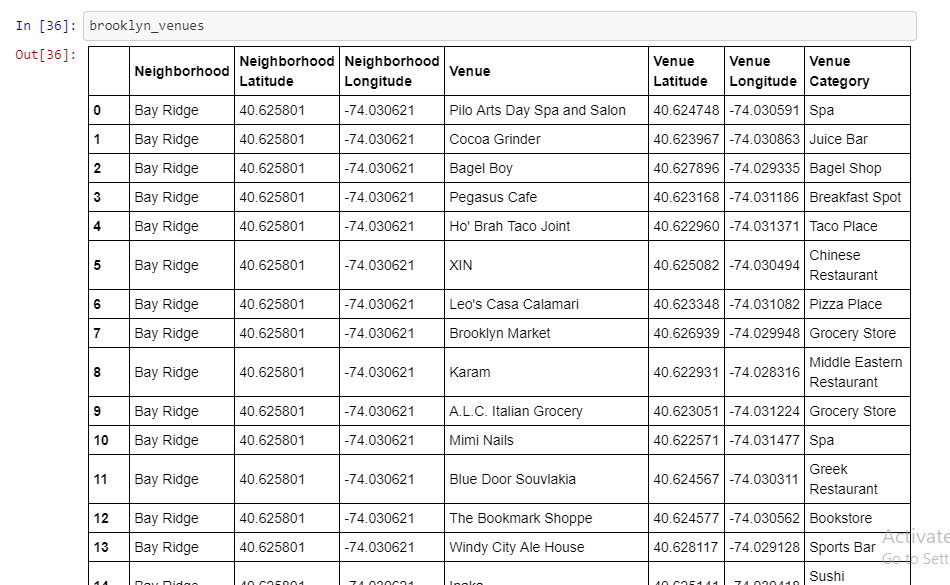 In [36]: brooklyn_venues
Out[36]:
Neighborhood Neighborhood Latitude Neighborhood Longitude Venue Venue Latitude Venue Longitude Venue Category
0 Bay Ridge 40.625801 -74.030621 Pilo Arts Day Spa and Salon 40.624748 -74.030591 Spa
1 Bay Ridge 40.625801 -74.030621 Cocoa Grinder 40.623967 -74.030863 Juice Bar
2 Bay Ridge 40.625801 -74.030621 Bagel Boy 40.627896 -74.029335 Bagel Shop
3 Bay Ridge 40.625801 -74.030621 Pegasus Cafe 40.623168 -74.031186 Breakfast Spot
4 Bay Ridge 40.625801 -74.030621 Ho' Brah Taco Joint 40.622960 -74.031371 Taco Place
5 Bay Ridge 40.625801 -74.030621 XIN 40.625082 -74.030494 Chinese Restaurant
6 Bay Ridge 40.625801 -74.030621 Leo's Casa Calamari 40.623348 -74.031082 Pizza Place
7 Bay Ridge 40.625801 -74.030621 Brooklyn Market 40.626939 -74.029948 Grocery Store
8 Bay Ridge 40.625801 -74.030621 Karam 40.622931 -74.028316 Middle Eastern Restaurant
9 Bay Ridge 40.625801 -74.030621 A.L.C. Italian Grocery 40.623051 -74.031224 Grocery Store
10 Bay Ridge 40.625801 -74.030621 Mimi Nails 40.622571 -74.031477 Spa
11 Bay Ridge 40.625801 -74.030621 Blue Door Souvlakia 40.624567 -74.030311 Greek Restaurant
12 Bay Ridge 40.625801 -74.030621 The Bookmark Shoppe 40.624577 -74.030562 Bookstore
13 Bay Ridge 40.625801 -74.030621 Windy City Ale House 40.628117 -74.029128 Sports Bar
14 Bay Ridge 40.625801 -74.030621 Sushi
Activate
Go to Sett